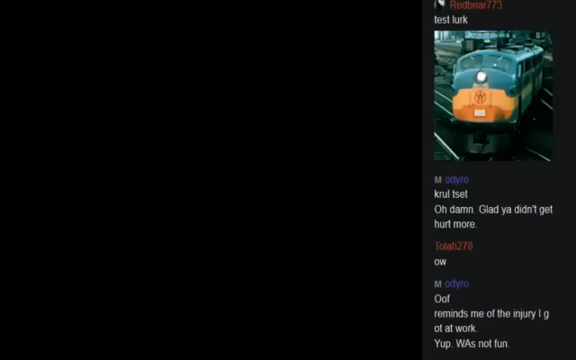 Redbear773
test lurk
M odyro
krul tset
Oh damn. Glad ya didn't get
hurt more.
Tolah278
ow
M odyro
Oof
reminds me of the injury I g
ot at work.
Yup. WAs not fun.